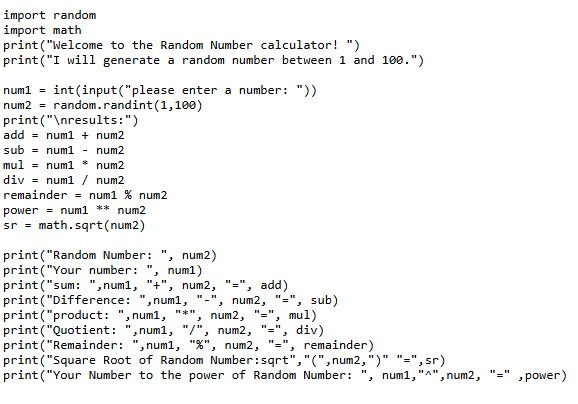 import random
import math
print("Welcome to the Random Number calculator! ")
print("I will generate a random number between 1 and 100.")
num1 = int(input("please enter a number: "))
num2 = random.randint(1,100)
print("\nresults:")
add = num1 + num2
sub = num1 - num2
mul = num1 * num2
div = num1 / num2
remainder = num1 % num2
power = num1 ** num2
sr = math.sqrt(num2)
print("Random Number: ", num2)
print("Your number: ", num1)
print("sum: ",num1, "+", num2, "=", add)
print("Difference: ",num1, "-", num2, "=", sub)
print("product: ",num1, "*", num2, "=", mul)
print("Quotient: ",num1, "/", num2, "=", div)
print("Remainder: ",num1, "%", num2, "=", remainder)
print("Square Root of Random Number:sqrt","(",num2,")" "=",sr)
print("Your Number to the power of Random Number: ", num1,"^",num2, "=" ,power)